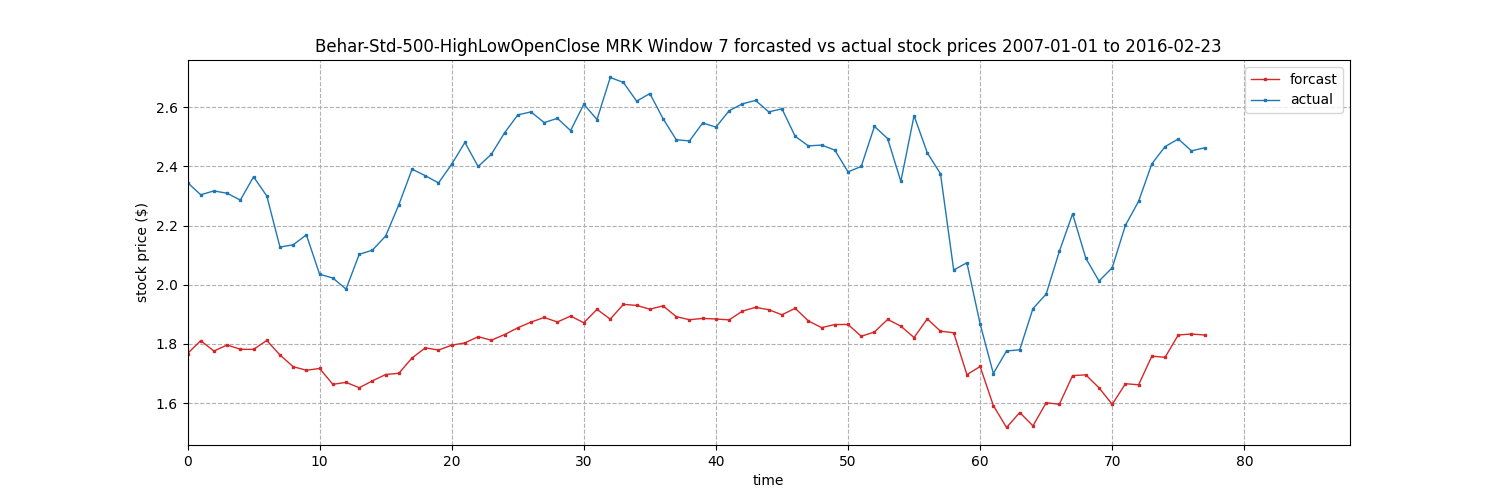 Behar-Std-500-HighLowOpenClose MRK Window 7 forcasted vs actual stock prices 2007-01-01 to 2016-02-23
forcast
actual
stock price ($)
2.6
2.4
2.2
2.0
1.8
1.6
0 10 20 30 40 50 60 70 80
time